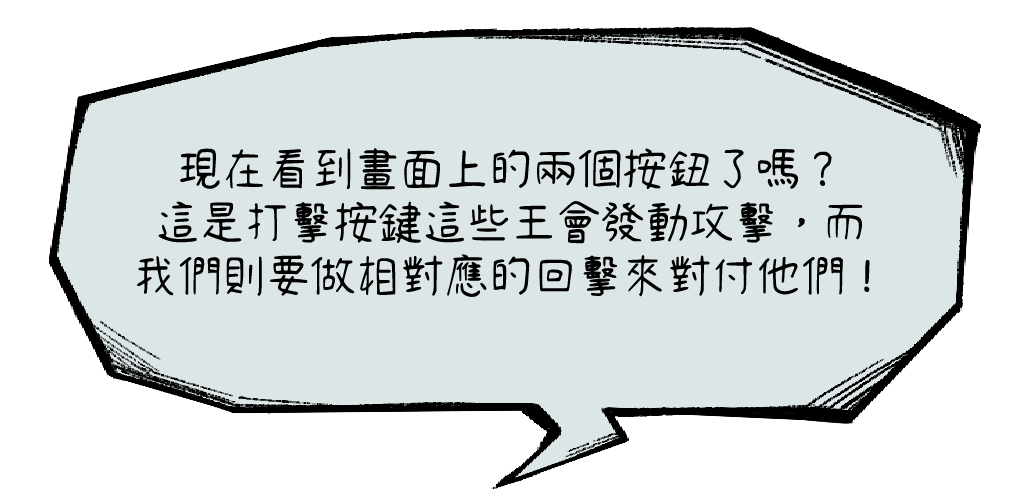 現在看到畫面上的兩個按鈕了嗎？
這是打擊按鍵這些王會發動攻擊，而
我們則要做相對應的回擊來對付他們！